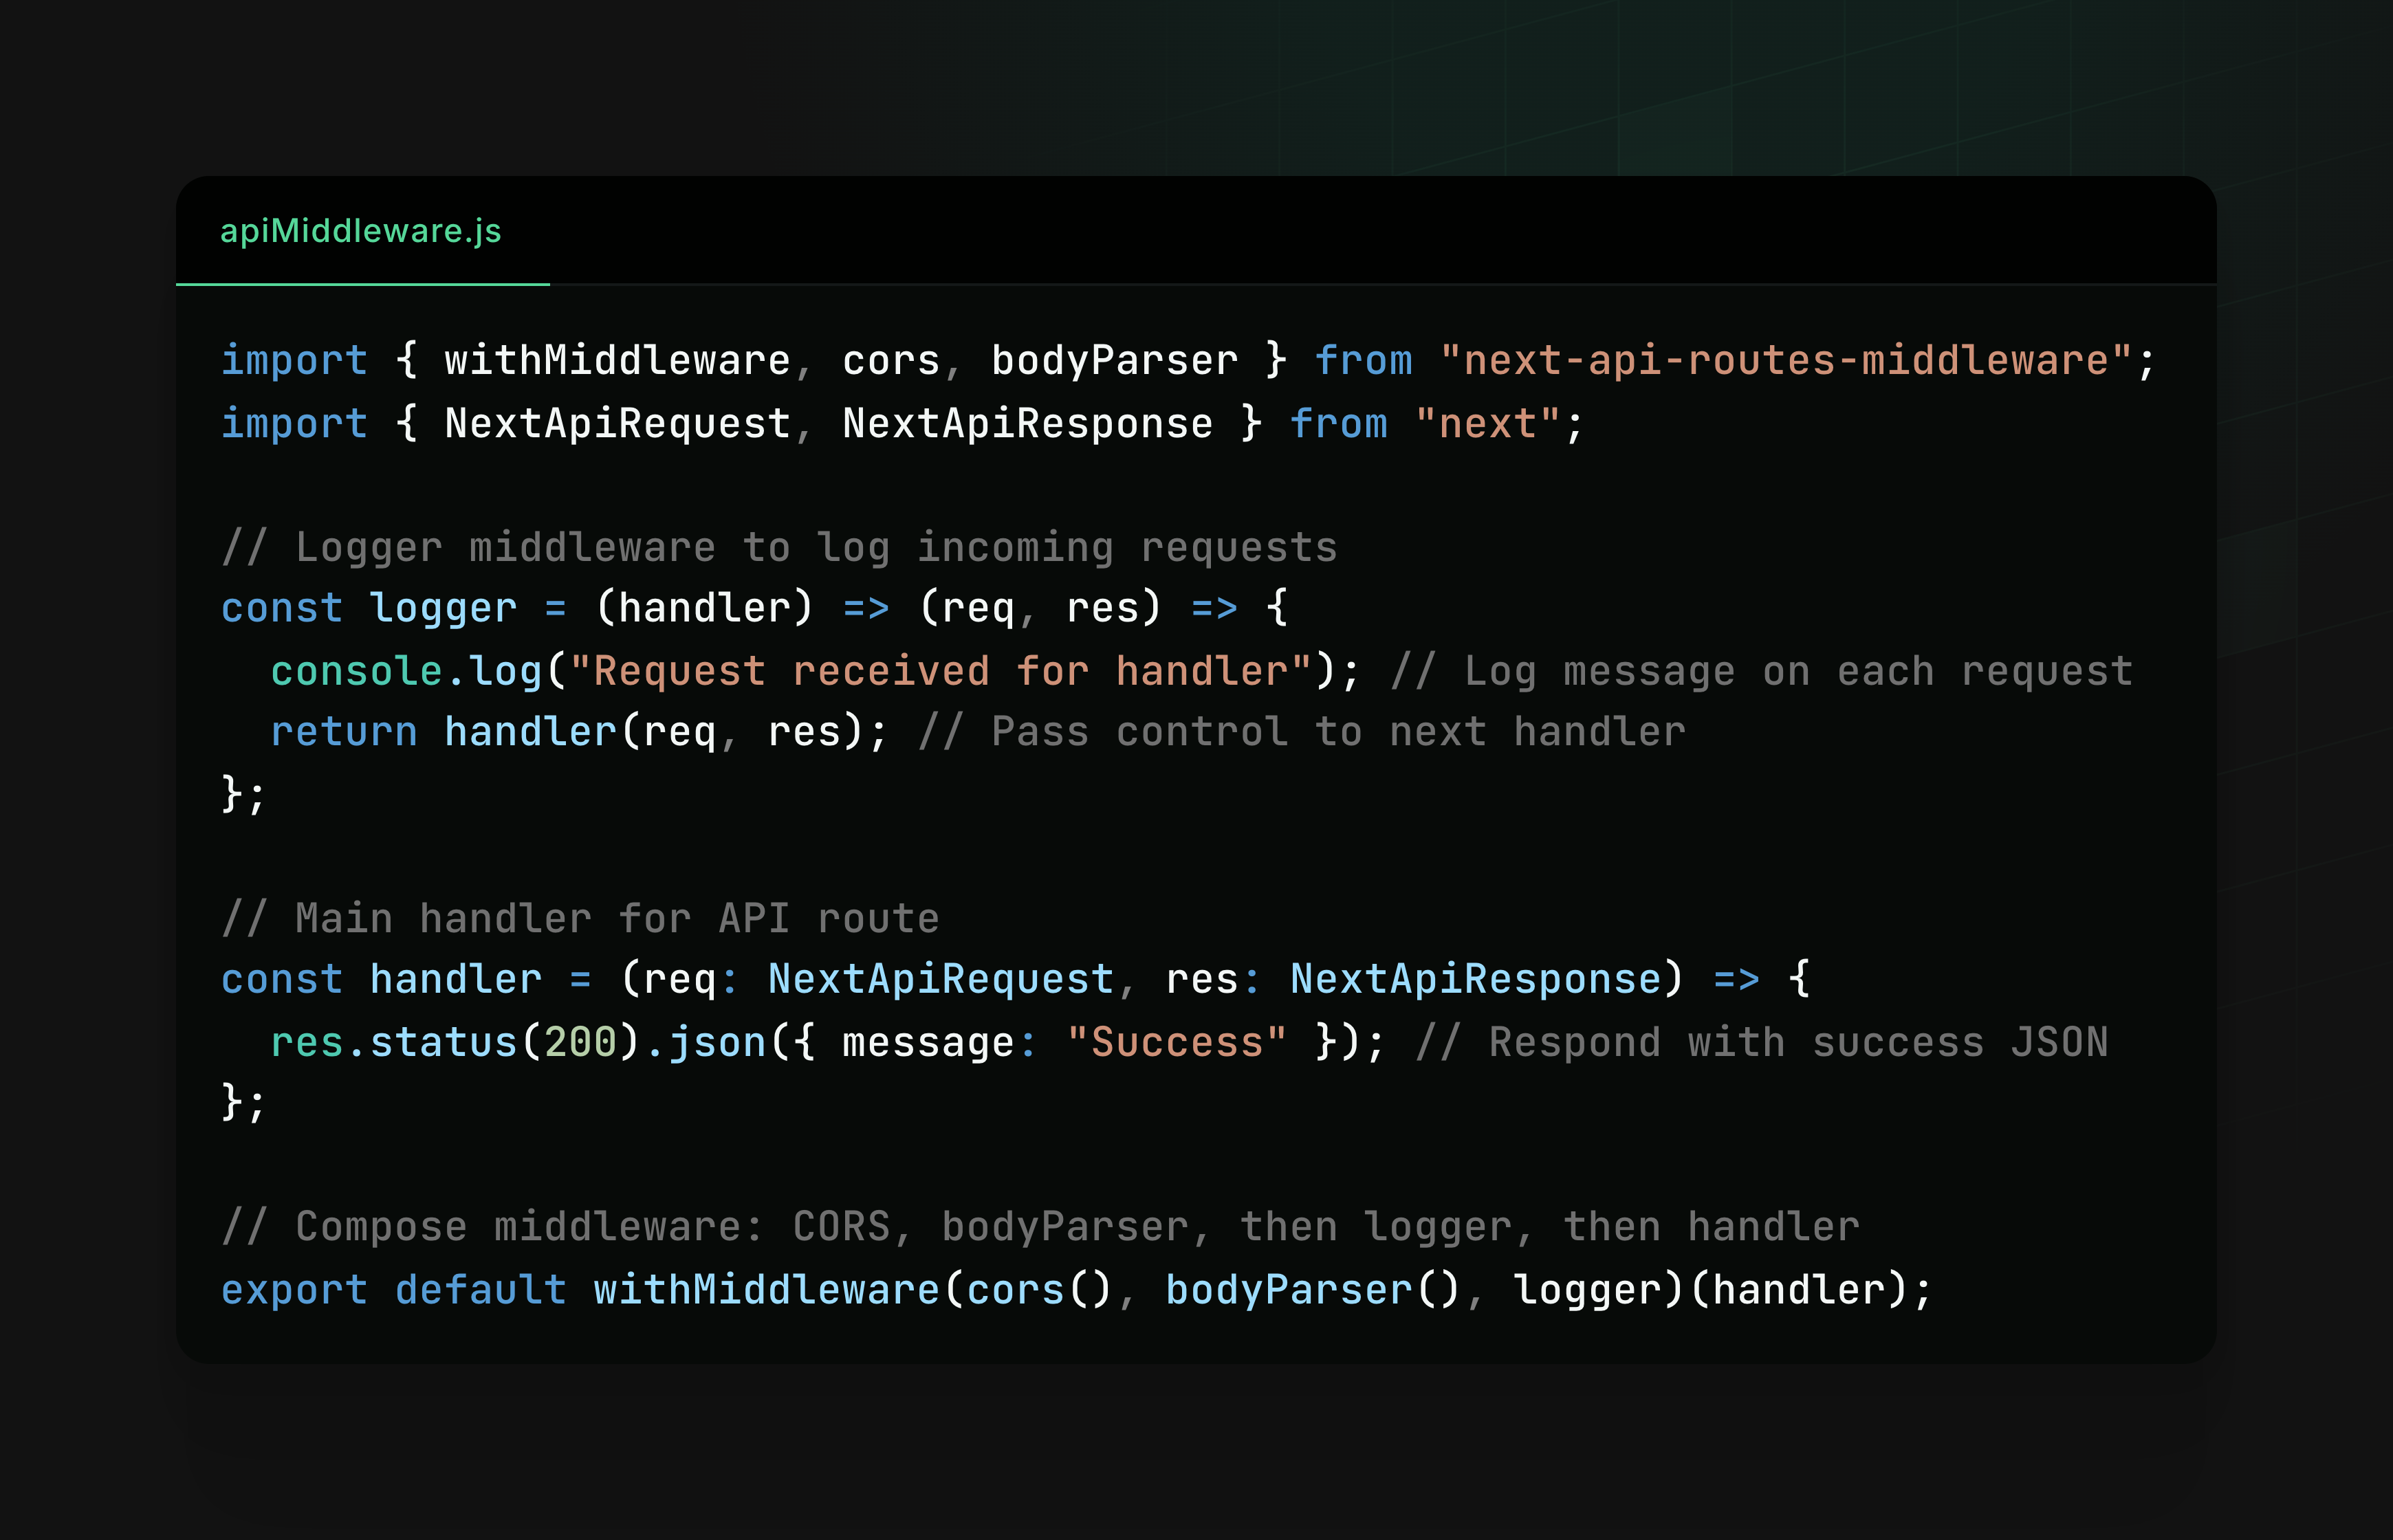 apiMiddleware.js
import { withMiddleware, cors, bodyParser } from "next-api-routes-middleware";
import { NextApiRequest, NextApiResponse } from "next";
// Logger middleware to log incoming requests
const logger = (handler) => (req, res) => {
  console.log("Request received for handler"); // Log message on each request
  return handler(req, res); // Pass control to next handler
};
// Main handler for API route
const handler = (req: NextApiRequest, res: NextApiResponse) => {
  res.status(200).json({ message: "Success" }); // Respond with success JSON
};
// Compose middleware: CORS, bodyParser, then logger, then handler
export default withMiddleware(cors(), bodyParser(), logger)(handler);